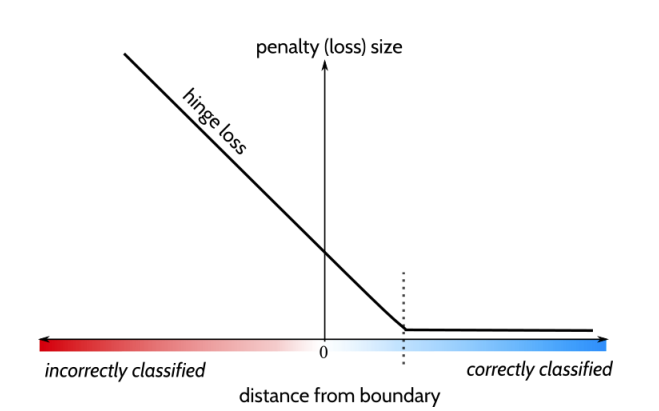 penalty (loss) size
hinge loss
0
incorrectly classified
correctly classified
distance from boundary